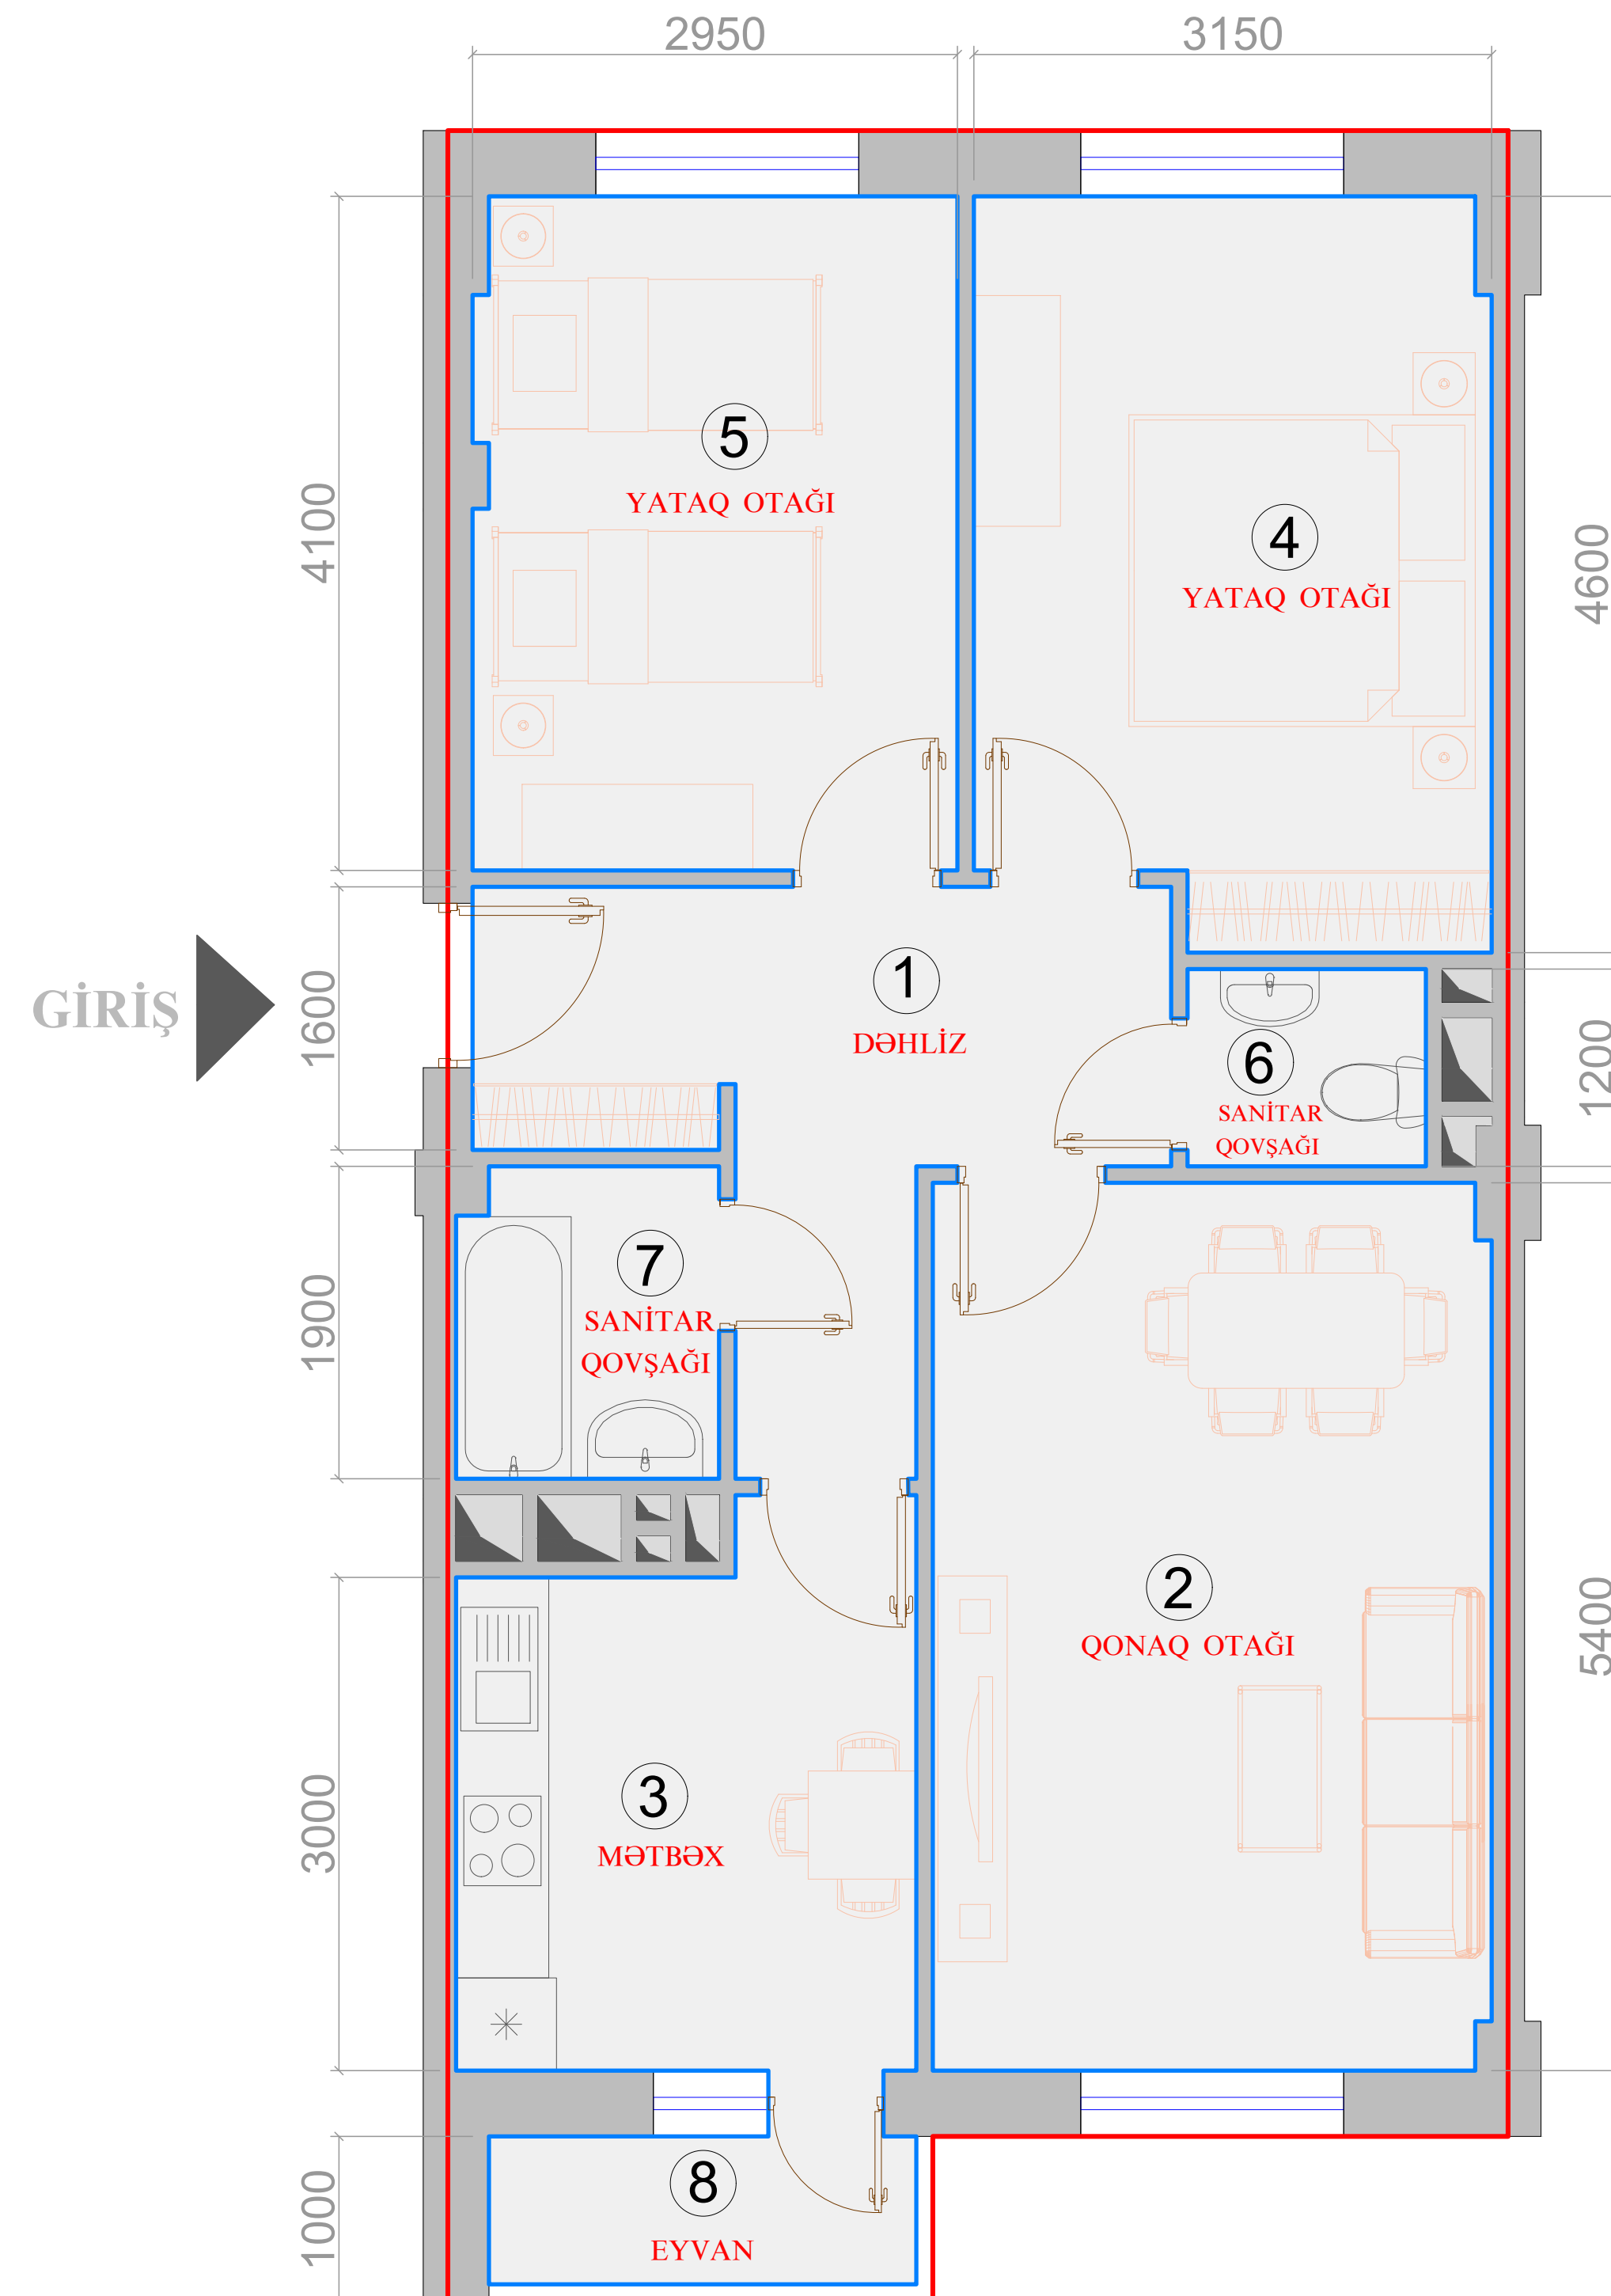 2950
3150
5
YATAQ OTAĞI
4100
4
YATAQ OTAĞI
4600
1
DƏHLİZ
GİRİŞ
1600
6
SANİTAR
QOVŞAĞI
1200
7
SANİTAR
QOVŞAĞI
1900
2
QONAQ OTAĞI
5400
3
MƏTBƏX
3000
8
EYVAN
1000